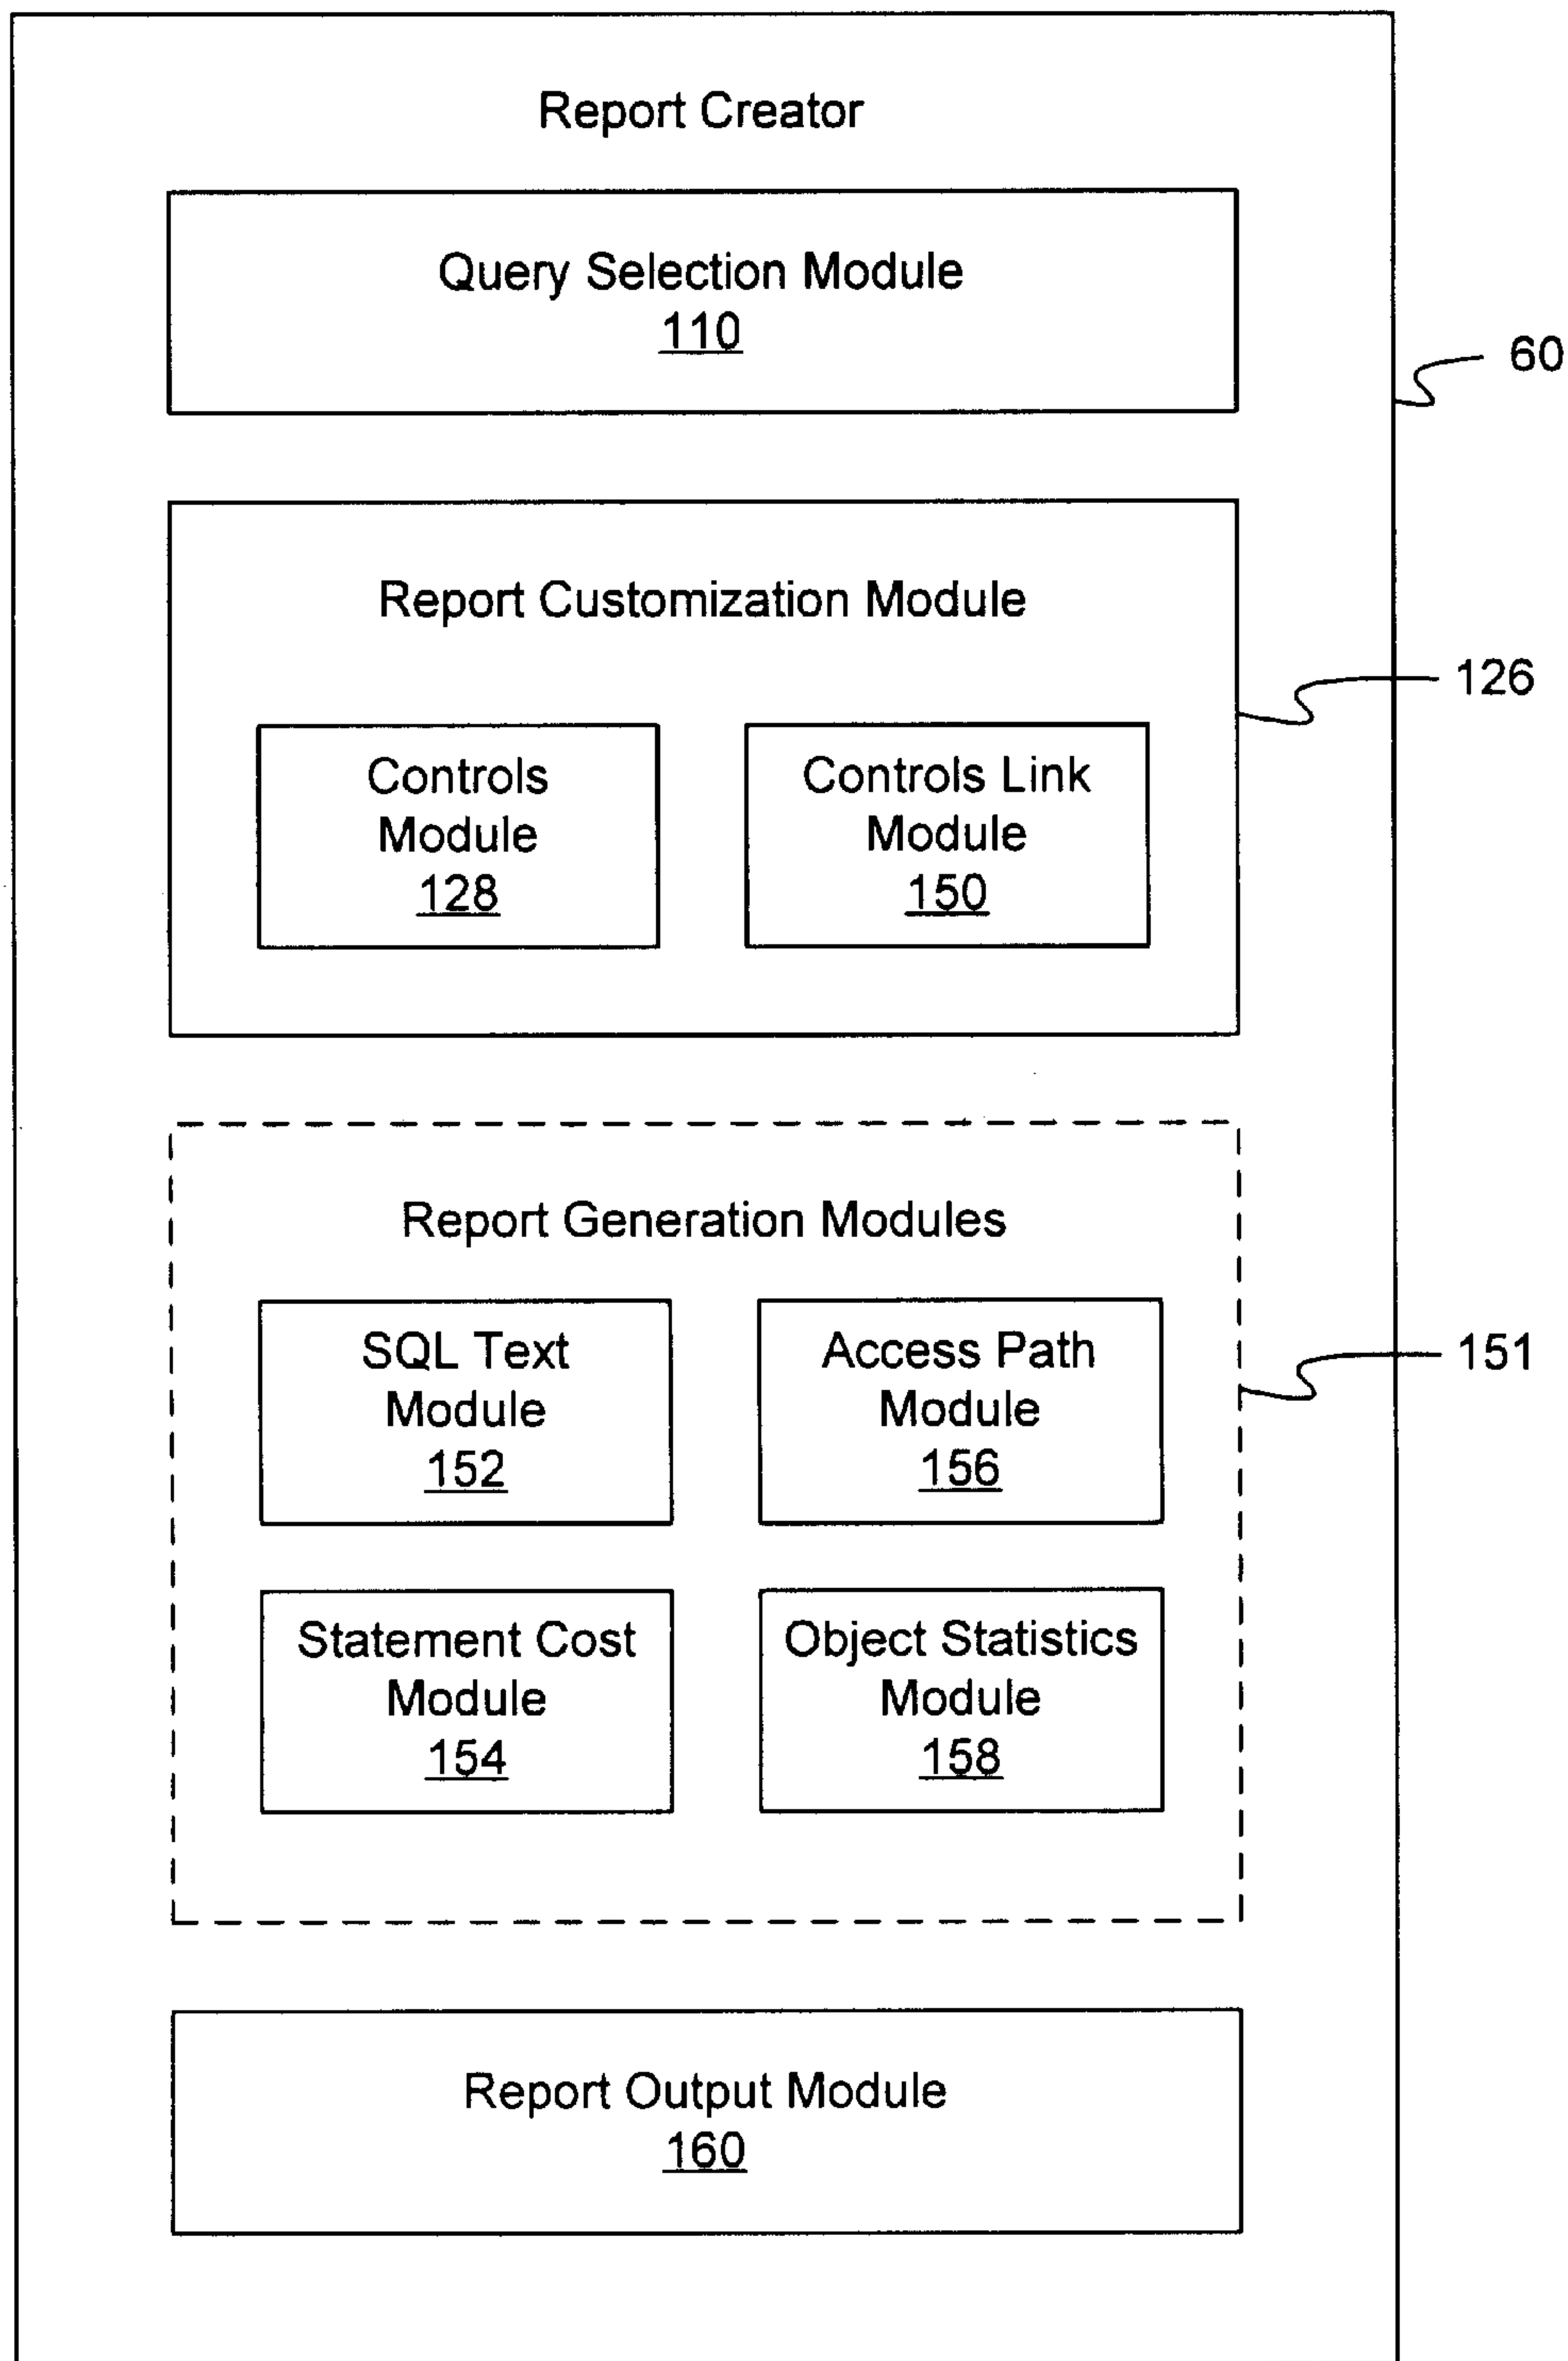 Report Creator
Query Selection Module
110
60
Report Customization Module
126
Controls
Module
128
Controls Link
Module
150
Report Generation Modules
151
SQL Text
Module
152
Access Path
Module
156
Statement Cost
Module
154
Object Statistics
Module
158
Report Output Module
160